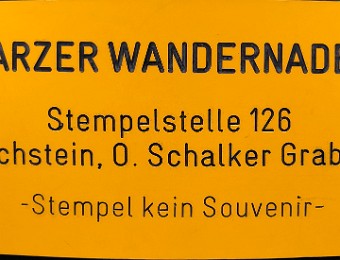 ARZER WANDERNADE
Stempelstelle 126
chstein, O. Schalker Grab
-Stempel kein Souvenir-